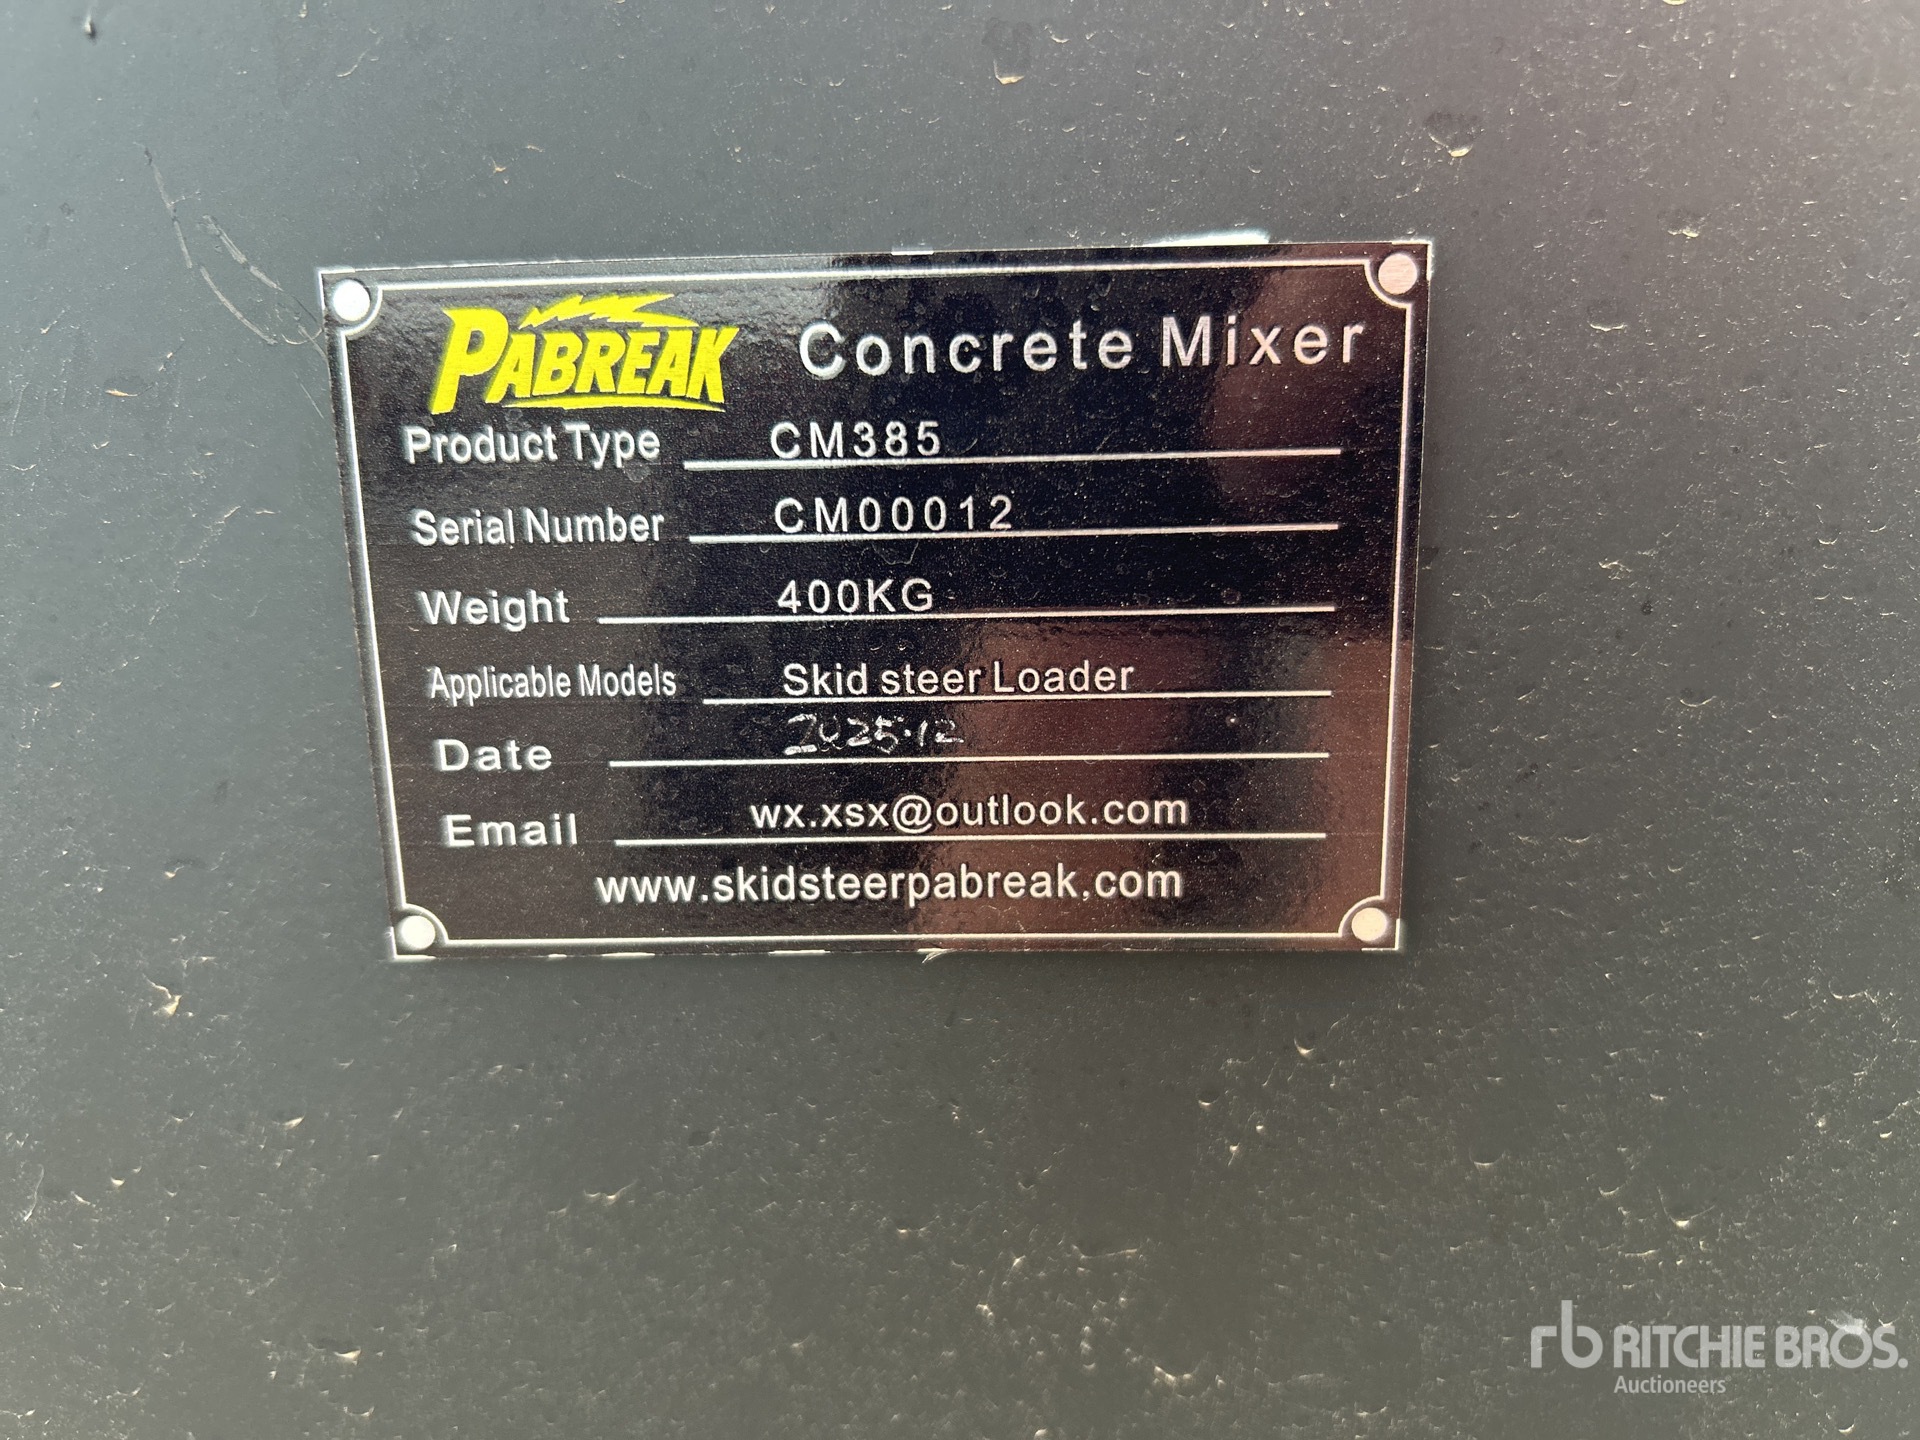 PABREAK Concrete Mixer
Product Type CM385
Serial Number CM00012
Weight 400KG
Applicable Models Skid steer Loader
Date 2025.12
Email wx.xsx@outlook.com
www.skidsteerpabreak.com
rb RITCHIE BROS.
Auctioneers